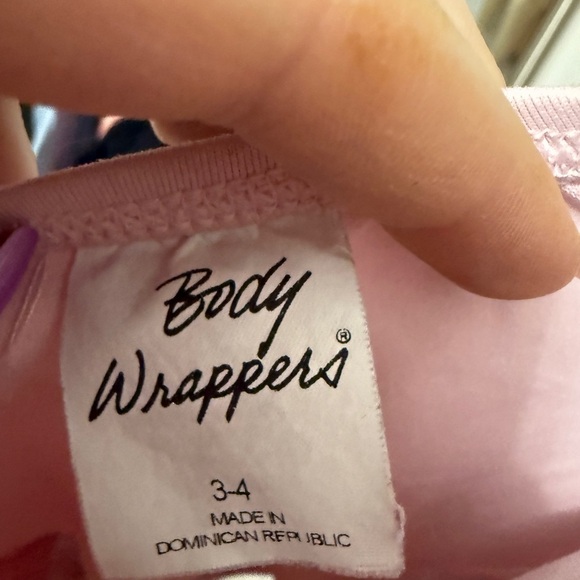 Body
Wrappers®
3-4
MADE IN
DOMINICAN REPUBLIC